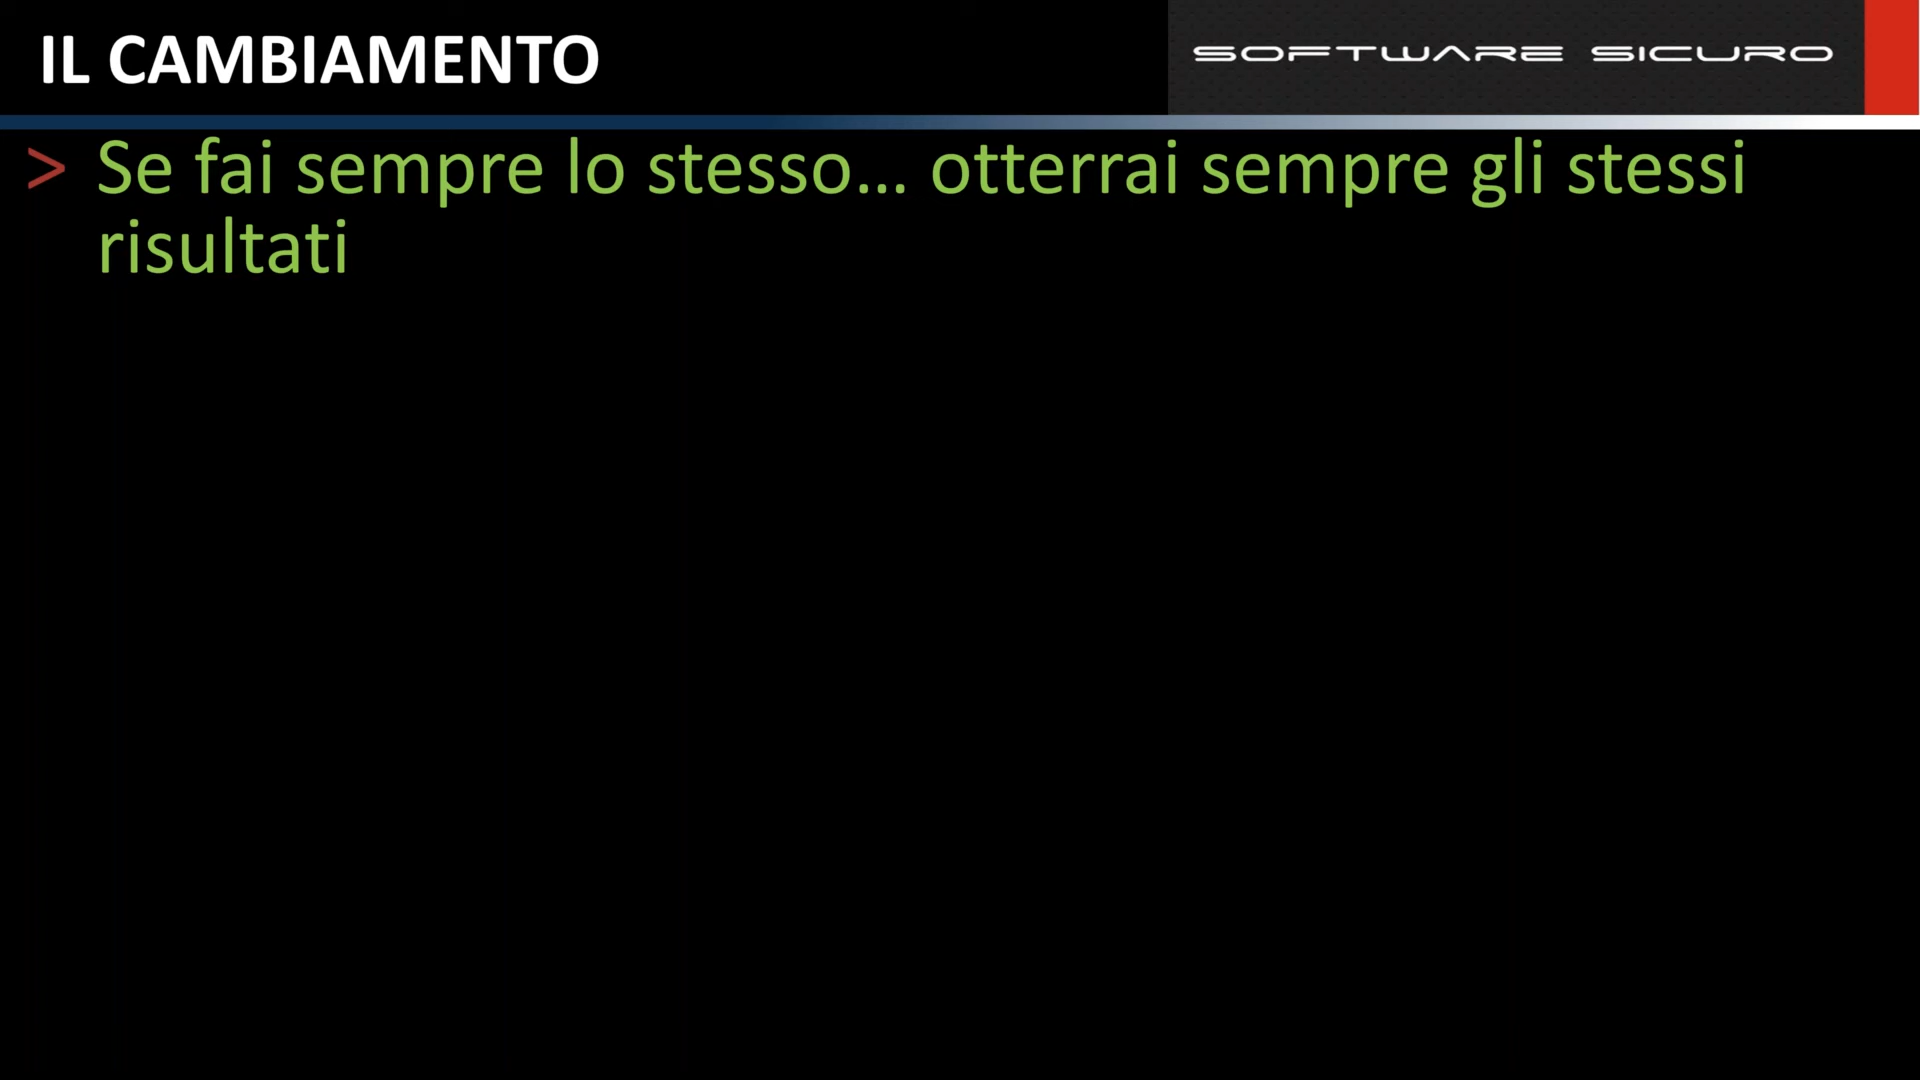 IL CAMBIAMENTO
SOFTWARE SICURO
> Se fai sempre lo stesso... otterrai sempre gli stessi
risultati